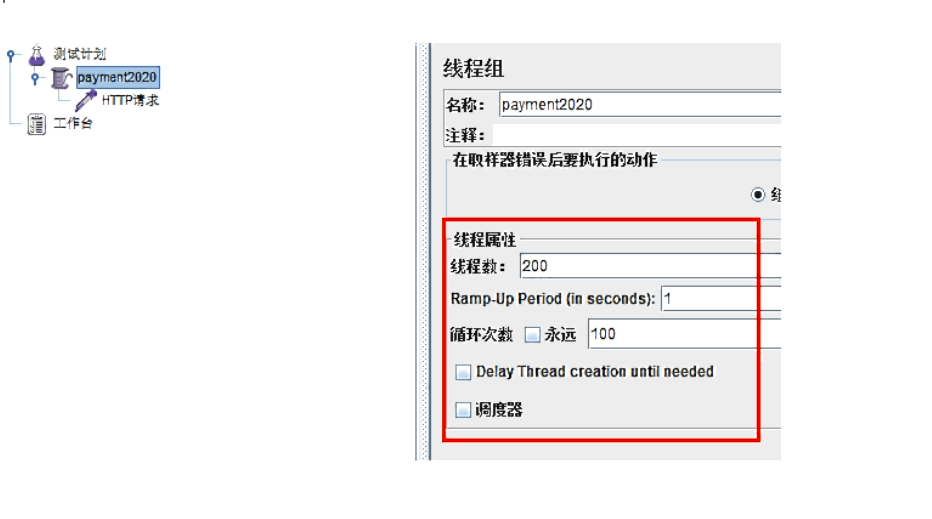 测试计划
payment2020
HTTP请求
工作台
线程组
名称： payment2020
注释：
在取样器错误后要执行的动作
线程属性
线程数： 200
Ramp-Up Period (in seconds): 1
循环次数 永远 100
Delay Thread creation until needed
调度器